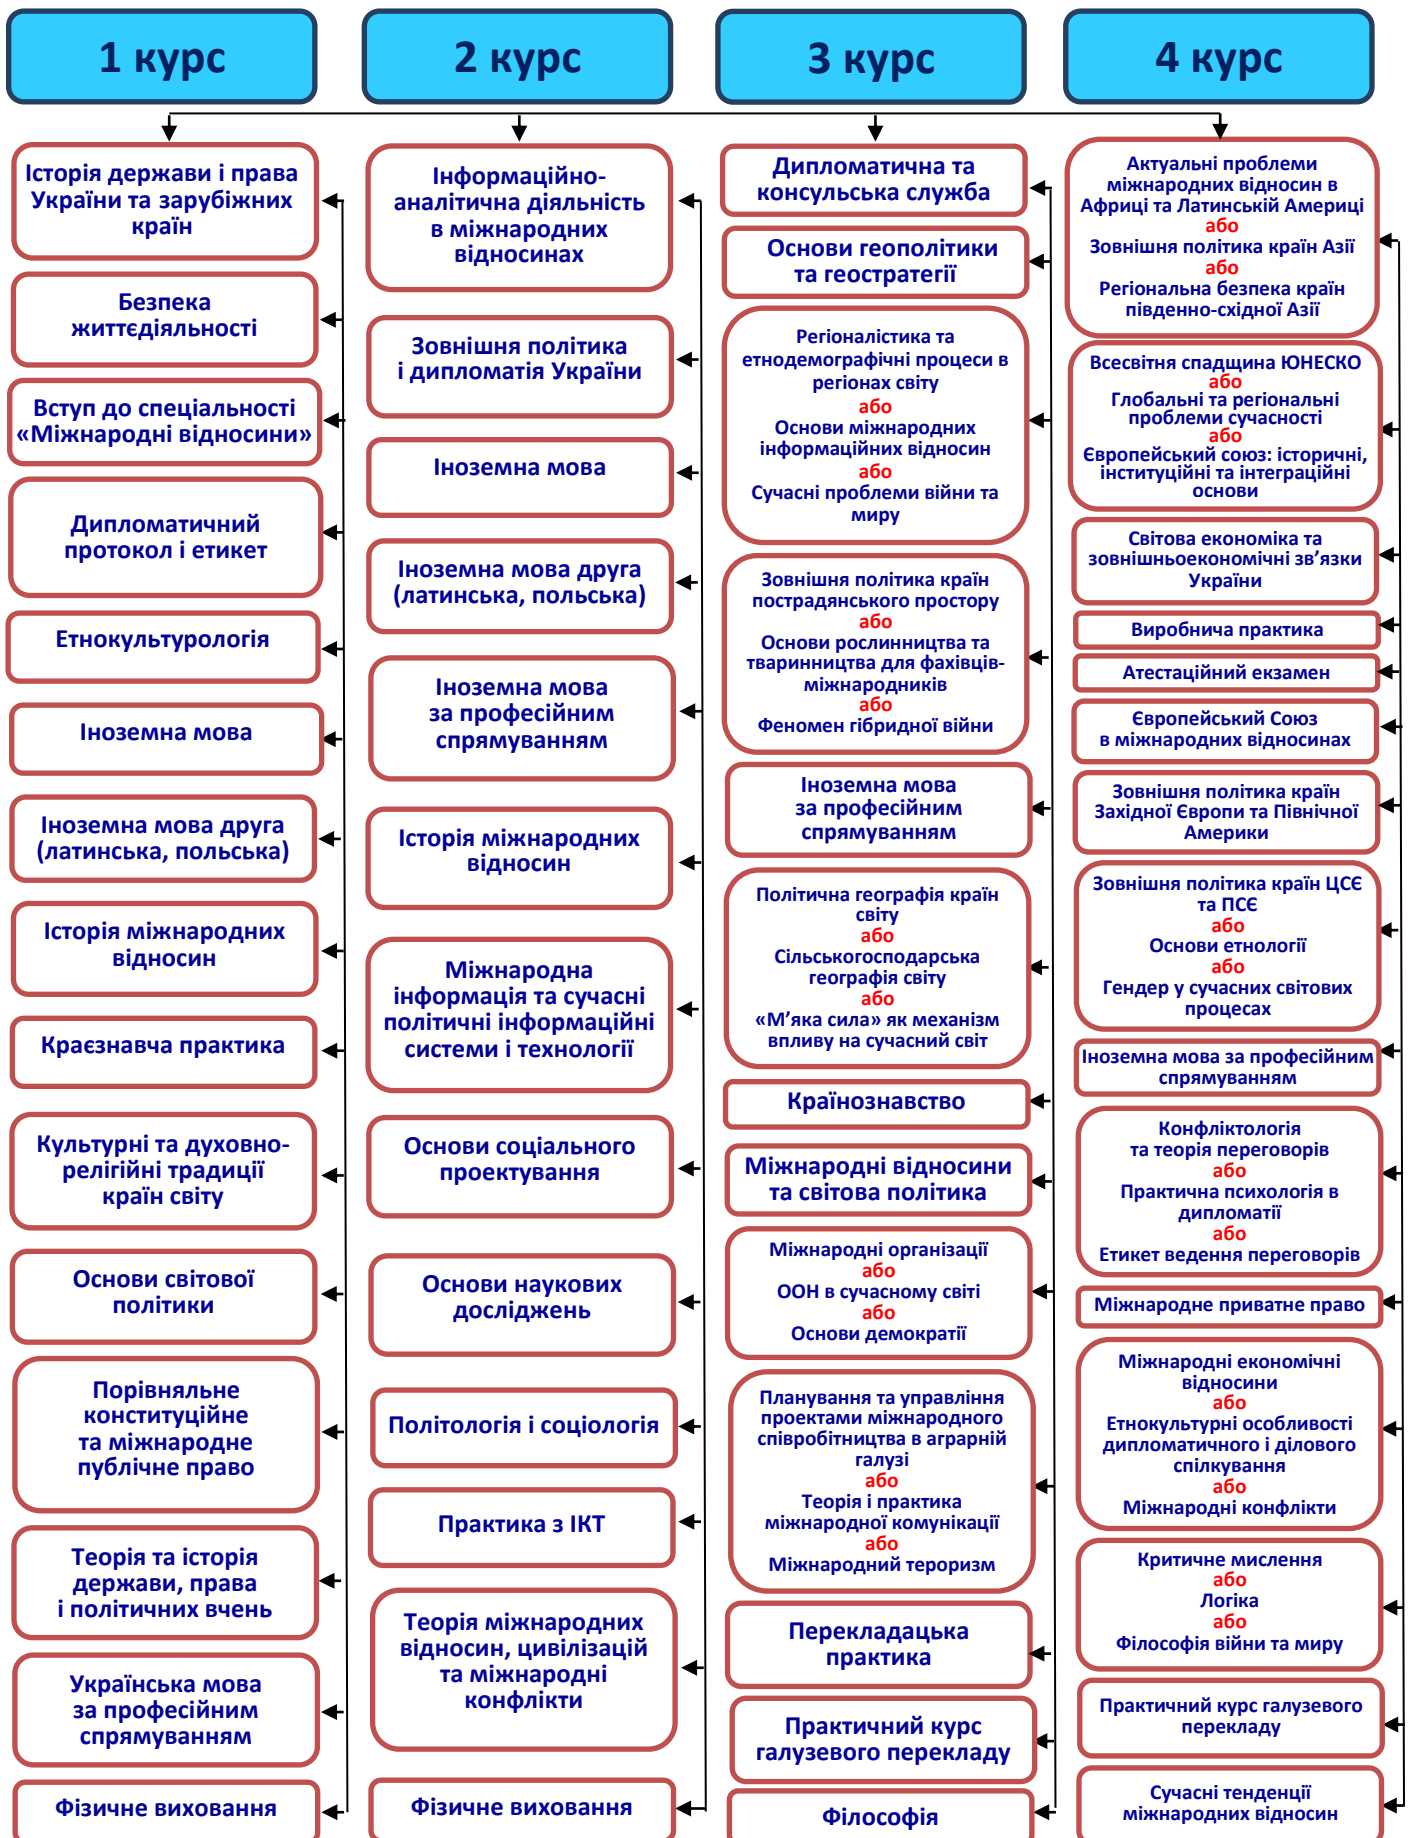 1 курс
2 курс
3 курс
4 курс
Історія держави і права
України та зарубіжних
країн
Безпека
життєдіяльності
Вступ до спеціальності
«Міжнародні відносини»
Дипломатичний
протокол і етикет
Етнокультурологія
Іноземна мова
Іноземна мова друга
(латинська, польська)
Історія міжнародних
відносин
Краєзнавча практика
Культурні та духовно-
релігійні традиції
країн світу
Основи світової
політики
Порівняльне
конституційне
та міжнародне
публічне право
Теорія та історія
держави, права
і політичних вчень
Українська мова
за професійним
спрямуванням
Фізичне виховання
Інформаційно-
аналітична діяльність
в міжнародних
відносинах
Зовнішня політика
і дипломатія України
Іноземна мова
Іноземна мова друга
(латинська, польська)
Іноземна мова
за професійним
спрямуванням
Історія міжнародних
відносин
Міжнародна
інформація та сучасні
політичні інформаційні
системи і технології
Основи соціального
проектування
Основи наукових
досліджень
Політологія і соціологія
Практика з ІКТ
Теорія міжнародних
відносин, цивілізацій
та міжнародні
конфлікти
Фізичне виховання
Дипломатична та
консульська служба
Основи геополітики
та геостратегії
Регіоналістика та
етнодемографічні процеси в
регіонах світу
або
Основи міжнародних
інформаційних відносин
або
Сучасні проблеми війни та
миру
Зовнішня політика країн
пострадянського простору
або
Основи рослинництва та
тваринництва для фахівців-
міжнародників
або
Феномен гібридної війни
Іноземна мова
за професійним
спрямуванням
Політична географія країн
світу
або
Сільськогосподарська
географія світу
або
«М’яка сила» як механізм
впливу на сучасний світ
Країнознавство
Міжнародні відносини
та світова політика
Міжнародні організації
або
ООН в сучасному світі
або
Основи демократії
Планування та управління
проектами міжнародного
співробітництва в аграрній
галузі
або
Теорія і практика
міжнародної комунікації
або
Міжнародний тероризм
Перекладацька
практика
Практичний курс
галузевого перекладу
Філософія
Актуальні проблеми
міжнародних відносин в
Африці та Латинській Америці
або
Зовнішня політика країн Азії
або
Регіональна безпека країн
південно-східної Азії
Всесвітня спадщина ЮНЕСКО
або
Глобальні та регіональні
проблеми сучасності
або
Європейський союз: історичні,
інституційні та інтеграційні
основи
Світова економіка та
зовнішньоекономічні зв’язки
України
Виробнича практика
Атестаційний екзамен
Європейський Союз
в міжнародних відносинах
Зовнішня політика країн
Західної Європи та Північної
Америки
Зовнішня політика країн ЦСЄ
та ПСЄ
або
Основи етнології
або
Гендер у сучасних світових
процесах
Іноземна мова за професійним
спрямуванням
Конфліктологія
та теорія переговорів
або
Практична психологія в
дипломатії
або
Етикет ведення переговорів
Міжнародне приватне право
Міжнародні економічні
відносини
або
Етнокультурні особливості
дипломатичного і ділового
спілкування
або
Міжнародні конфлікти
Критичне мислення
або
Логіка
або
Філософія війни та миру
Практичний курс галузевого
перекладу
Сучасні тенденції
міжнародних відносин